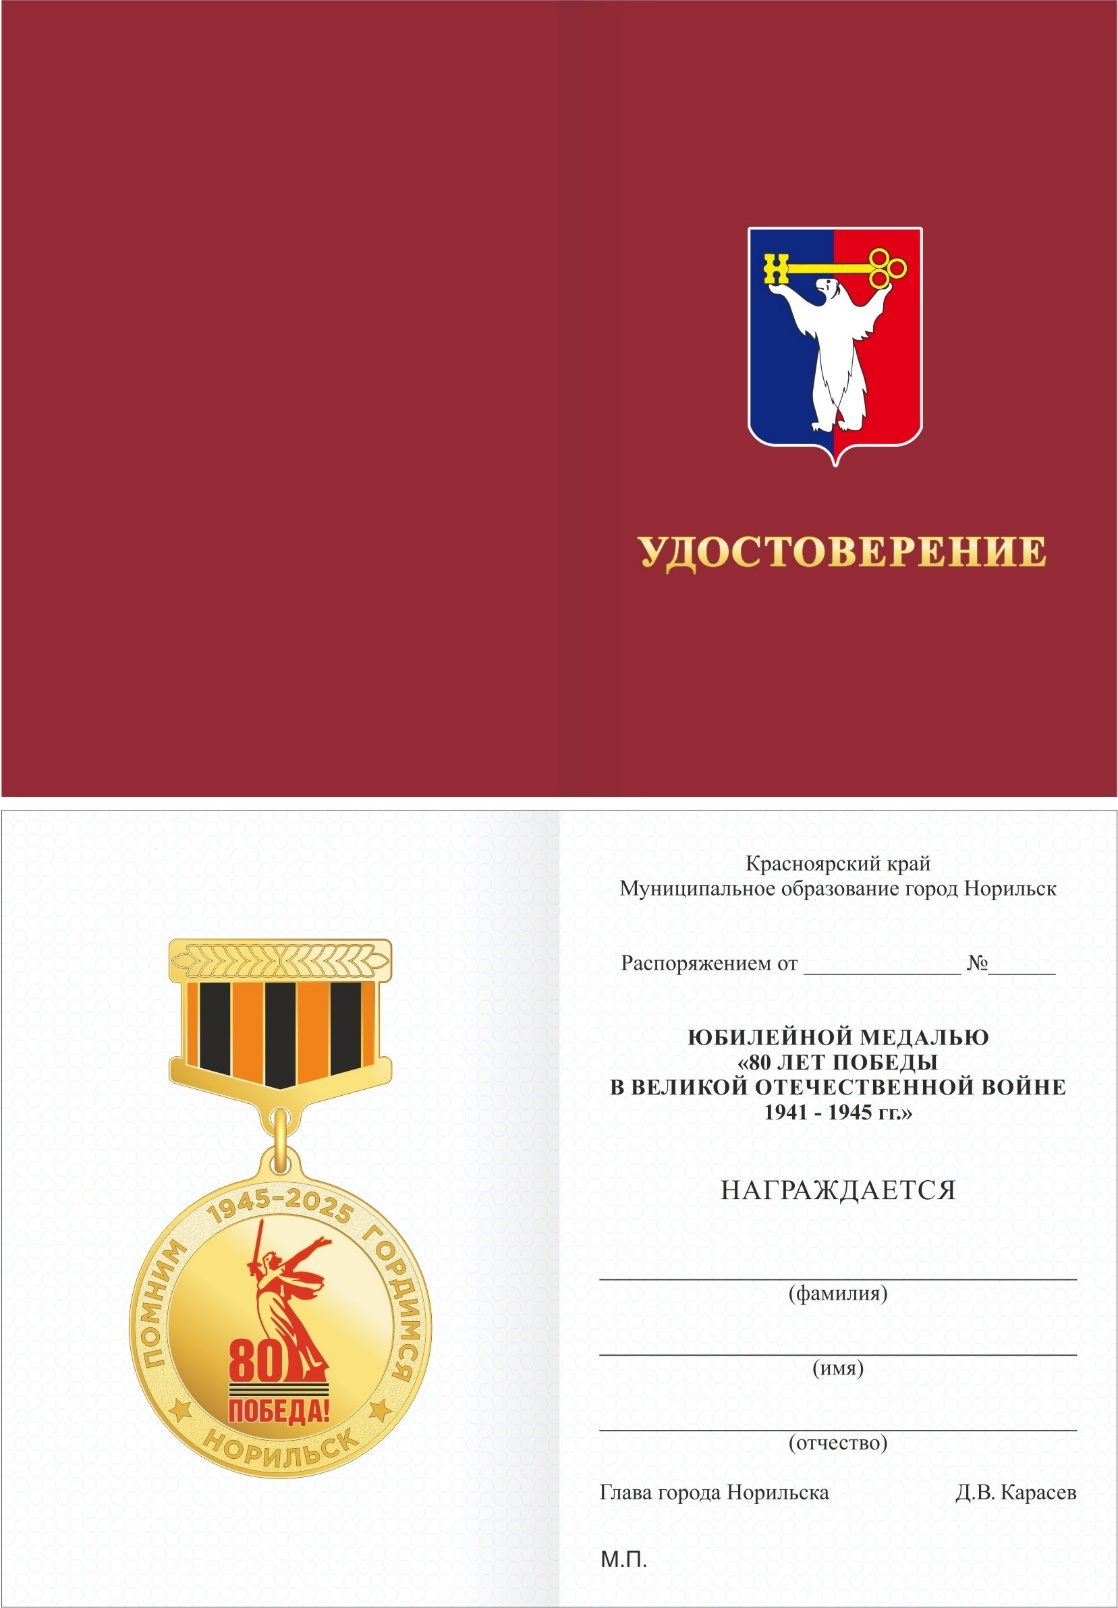 УДОСТОВЕРЕНИЕ
1945-2025
ПОМНИМ
ГОРДИМСЯ
80
ПОБЕДА!
НОРИЛЬСК
Красноярский край
Муниципальное образование город Норильск
Распоряжением от ______________ №______
ЮБИЛЕЙНОЙ МЕДАЛЬЮ
«80 ЛЕТ ПОБЕДЫ
В ВЕЛИКОЙ ОТЕЧЕСТВЕННОЙ ВОЙНЕ
1941 - 1945 гг.»
НАГРАЖДАЕТСЯ
(фамилия)
(имя)
(отчество)
Глава города Норильска Д.В. Карасев
М.П.